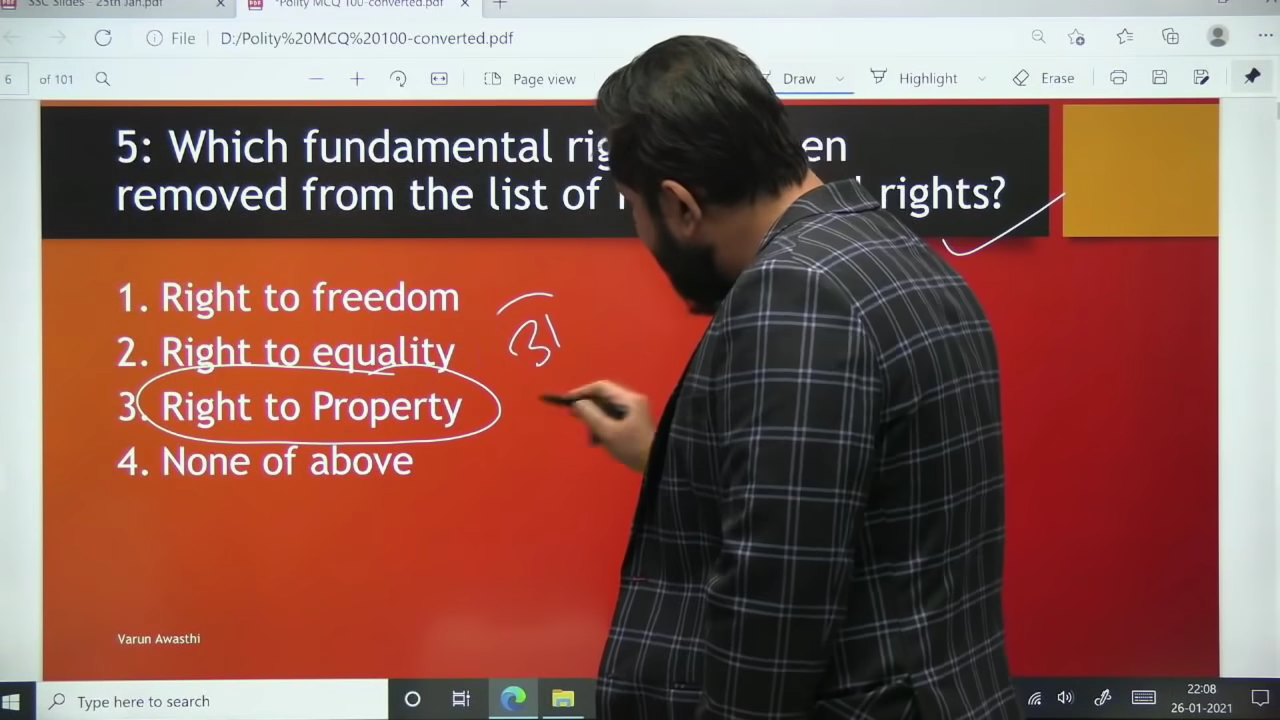 SSC Slides - 25th Jan.pdf
*Polity MCQ 100-converted.pdf
File D:/Polity%20MCQ%20100-converted.pdf
6 of 101 Page view Draw Highlight Erase
5: Which fundamental rig en
removed from the list of rights?
1. Right to freedom
2. Right to equality
3. Right to Property
4. None of above
31
Varun Awasthi
Type here to search
22:08
26-01-2021